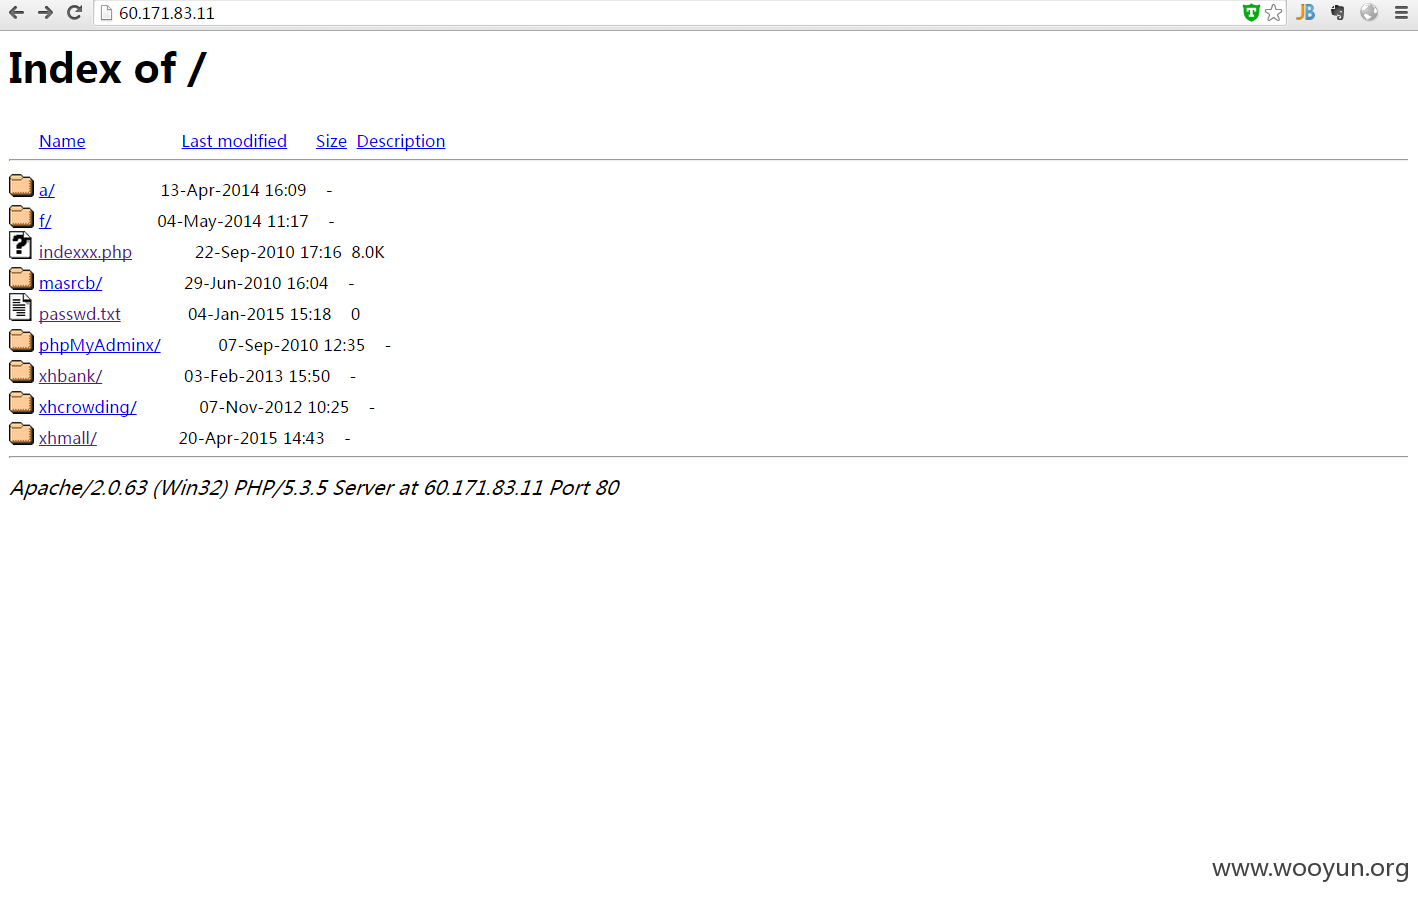 60.171.83.11
Index of /
Name Last modified Size Description
a/ 13-Apr-2014 16:09 -
f/ 04-May-2014 11:17 -
indexxx.php 22-Sep-2010 17:16 8.0K
masrcb/ 29-Jun-2010 16:04 -
passwd.txt 04-Jan-2015 15:18 0
phpMyAdminx/ 07-Sep-2010 12:35 -
xhbank/ 03-Feb-2013 15:50 -
xhcrowding/ 07-Nov-2012 10:25 -
xhmall/ 20-Apr-2015 14:43 -
Apache/2.0.63 (Win32) PHP/5.3.5 Server at 60.171.83.11 Port 80
www.wooyun.org